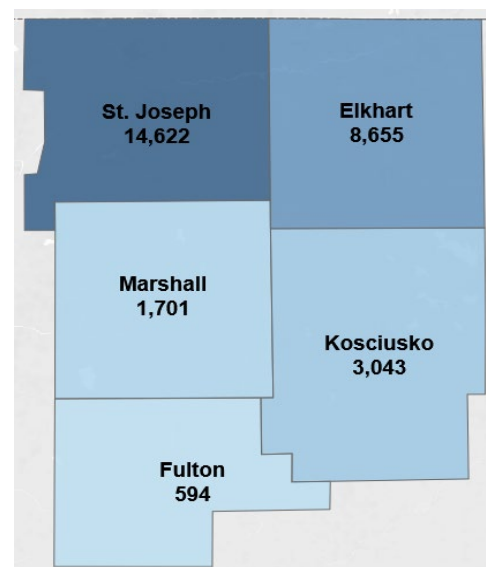 St. Joseph
14,622
Elkhart
8,655
Marshall
1,701
Kosciusko
3,043
Fulton
594